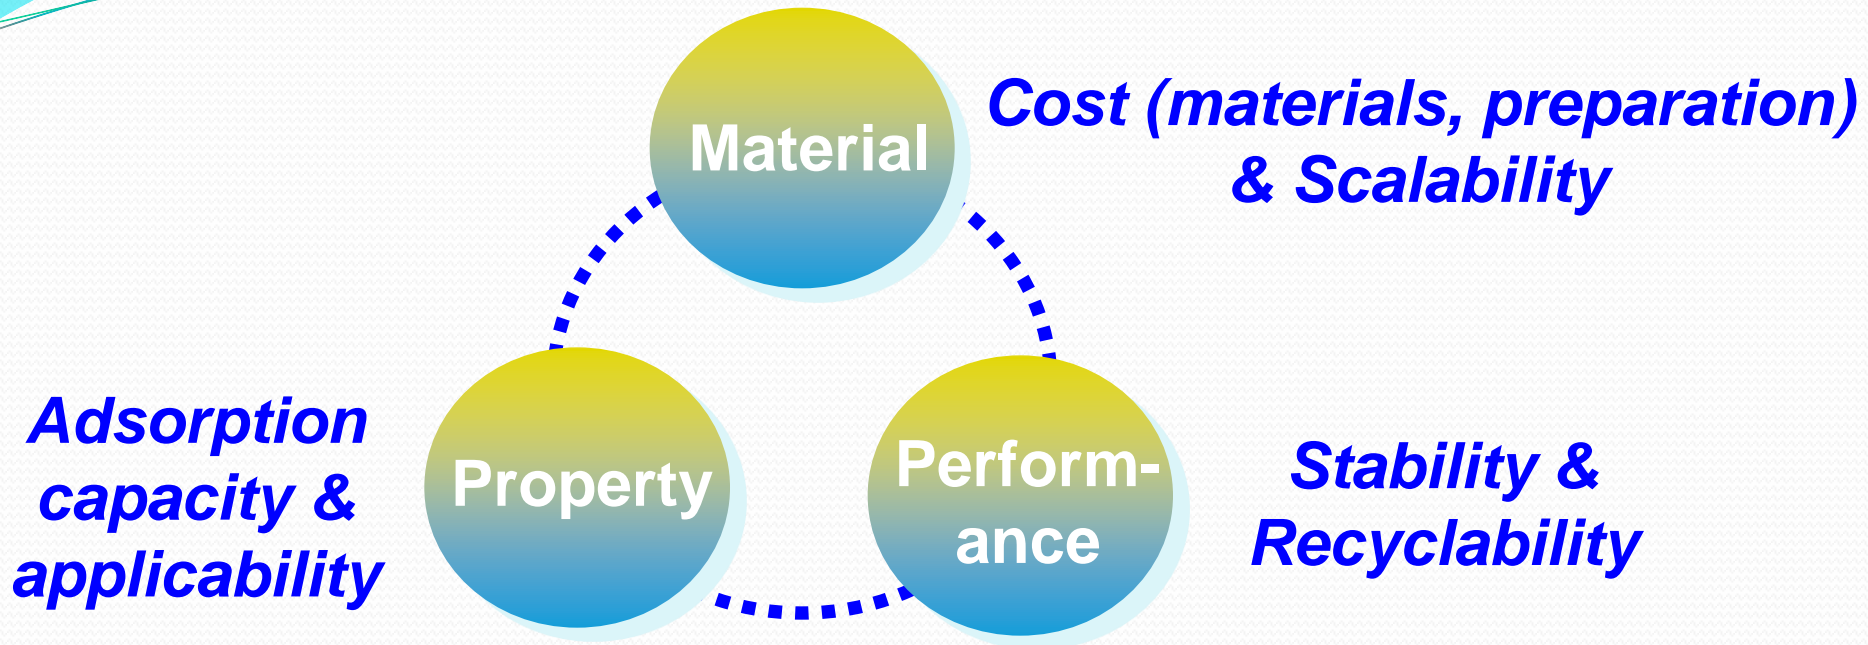 Material
Cost (materials, preparation)
& Scalability
Adsorption
capacity &
applicability
Property
Perform-
ance
Stability &
Recyclability